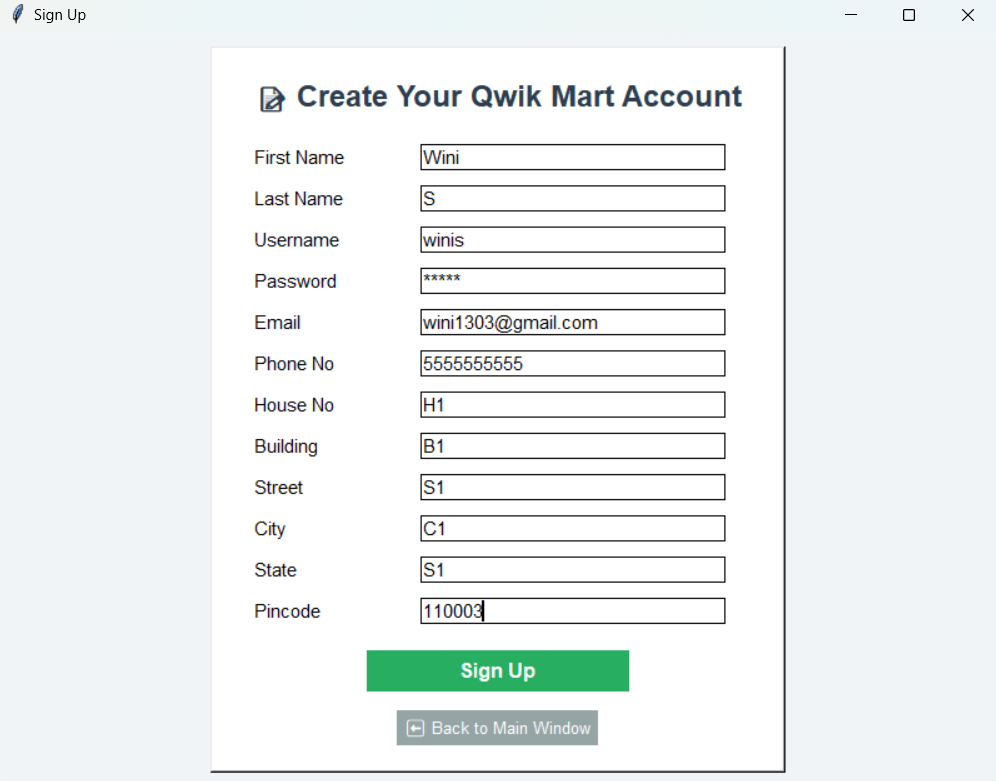 Sign Up
Create Your Qwik Mart Account
First Name Wini
Last Name S
Username winis
Password *****
Email wini1303@gmail.com
Phone No 5555555555
House No H1
Building B1
Street S1
City C1
State S1
Pincode 110003
Sign Up
Back to Main Window